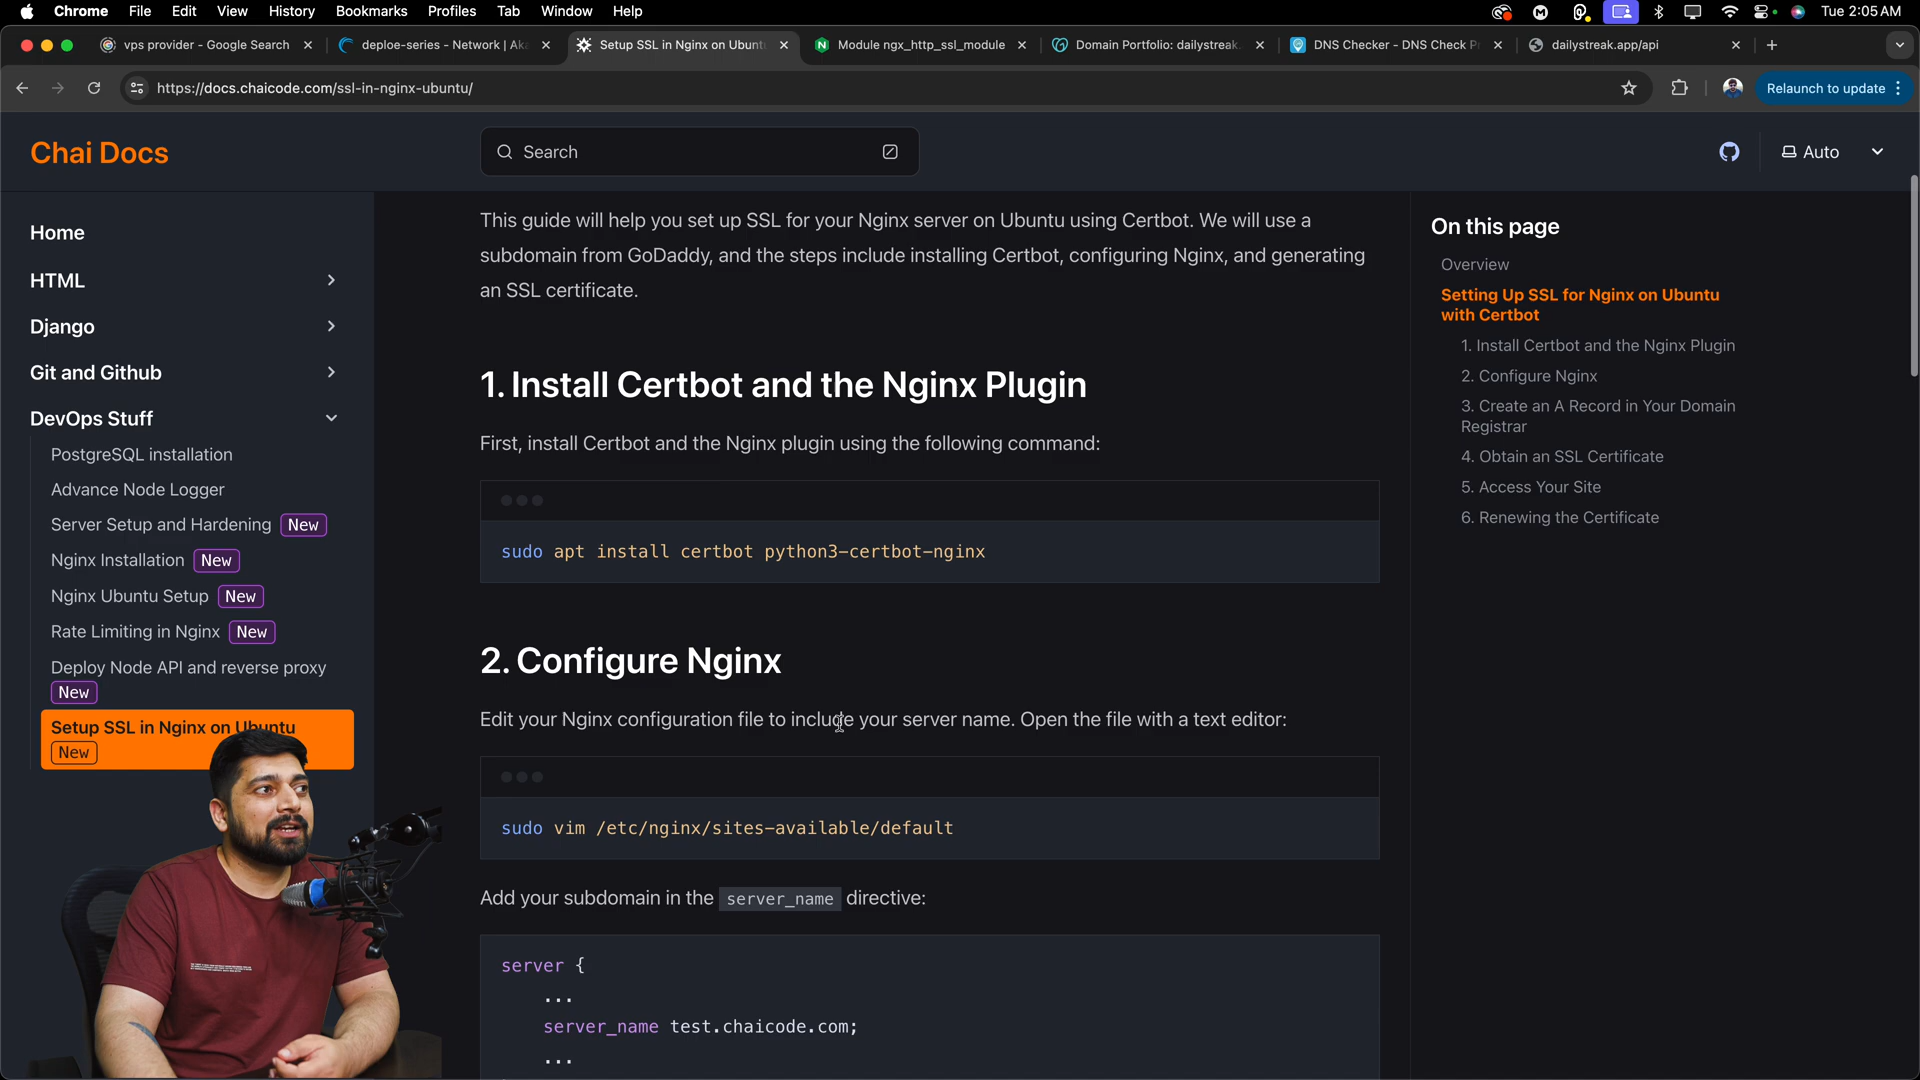 Chrome File Edit View History Bookmarks Profiles Tab Window Help Tue 2:05 AM
vps provider - Google Search
deploe-series - Network | Aka
Setup SSL in Nginx on Ubunt
Module ngx_http_ssl_module
Domain Portfolio: dailystreak.
DNS Checker - DNS Check P
dailystreak.app/api
https://docs.chaicode.com/ssl-in-nginx-ubuntu/
Relaunch to update
Chai Docs
Search
Auto
Home
HTML
Django
Git and Github
DevOps Stuff
PostgreSQL installation
Advance Node Logger
Server Setup and Hardening New
Nginx Installation New
Nginx Ubuntu Setup New
Rate Limiting in Nginx New
Deploy Node API and reverse proxy
New
Setup SSL in Nginx on Ubuntu
New
This guide will help you set up SSL for your Nginx server on Ubuntu using Certbot. We will use a
subdomain from GoDaddy, and the steps include installing Certbot, configuring Nginx, and generating
an SSL certificate.
1. Install Certbot and the Nginx Plugin
First, install Certbot and the Nginx plugin using the following command:
sudo apt install certbot python3-certbot-nginx
2. Configure Nginx
Edit your Nginx configuration file to include your server name. Open the file with a text editor:
sudo vim /etc/nginx/sites-available/default
Add your subdomain in the server_name directive:
server {
...
server_name test.chaicode.com;
...
On this page
Overview
Setting Up SSL for Nginx on Ubuntu
with Certbot
1. Install Certbot and the Nginx Plugin
2. Configure Nginx
3. Create an A Record in Your Domain
Registrar
4. Obtain an SSL Certificate
5. Access Your Site
6. Renewing the Certificate